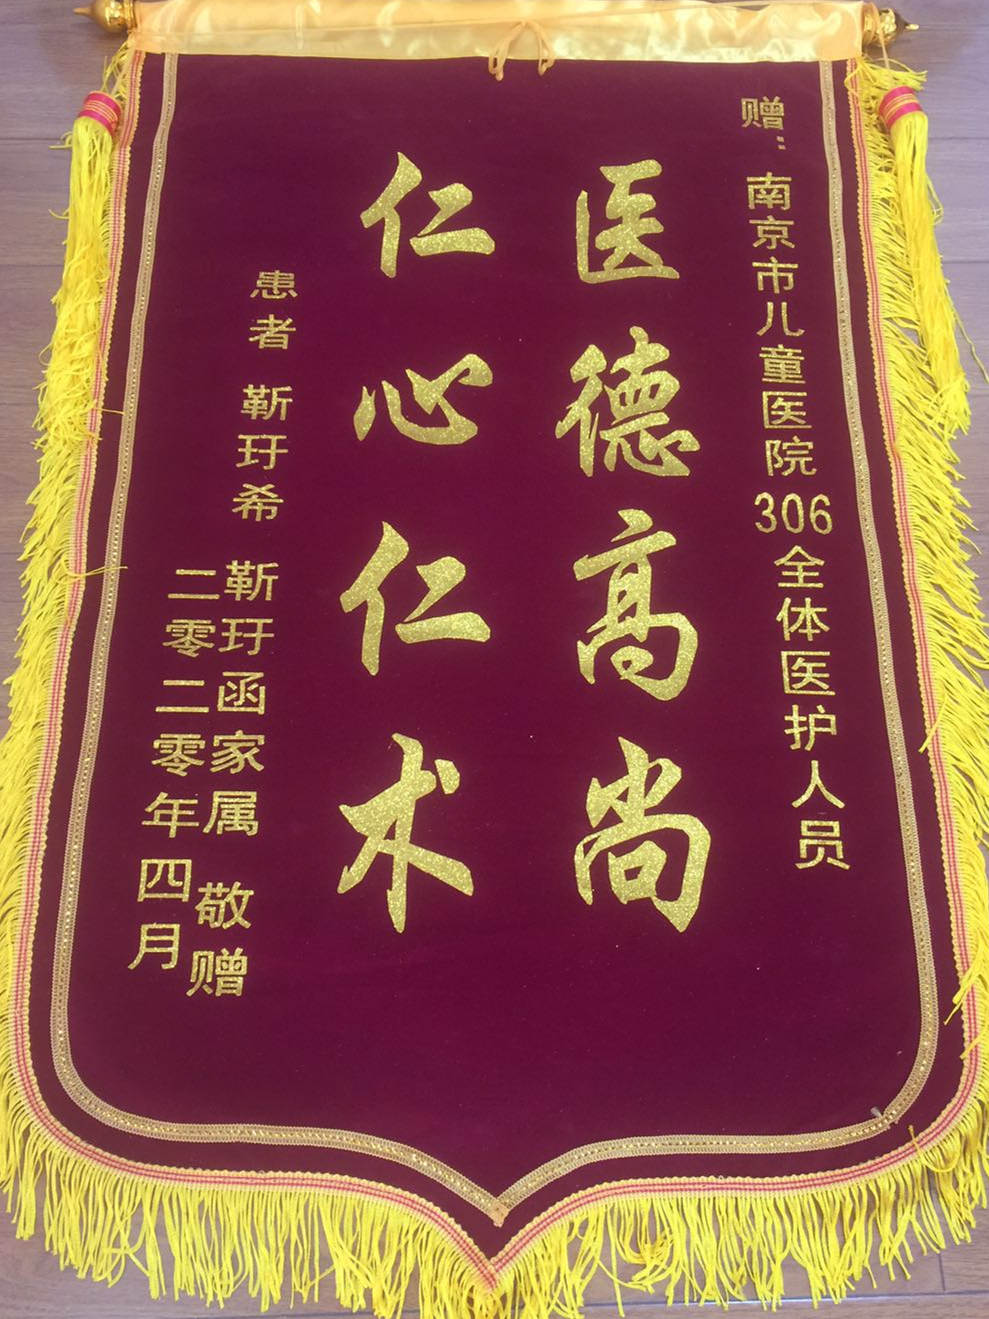 赠：南京市儿童医院306全体医护人员
医德高尚
仁心仁术
患者 靳玗希 靳玗函家属 敬赠
二零二零年四月